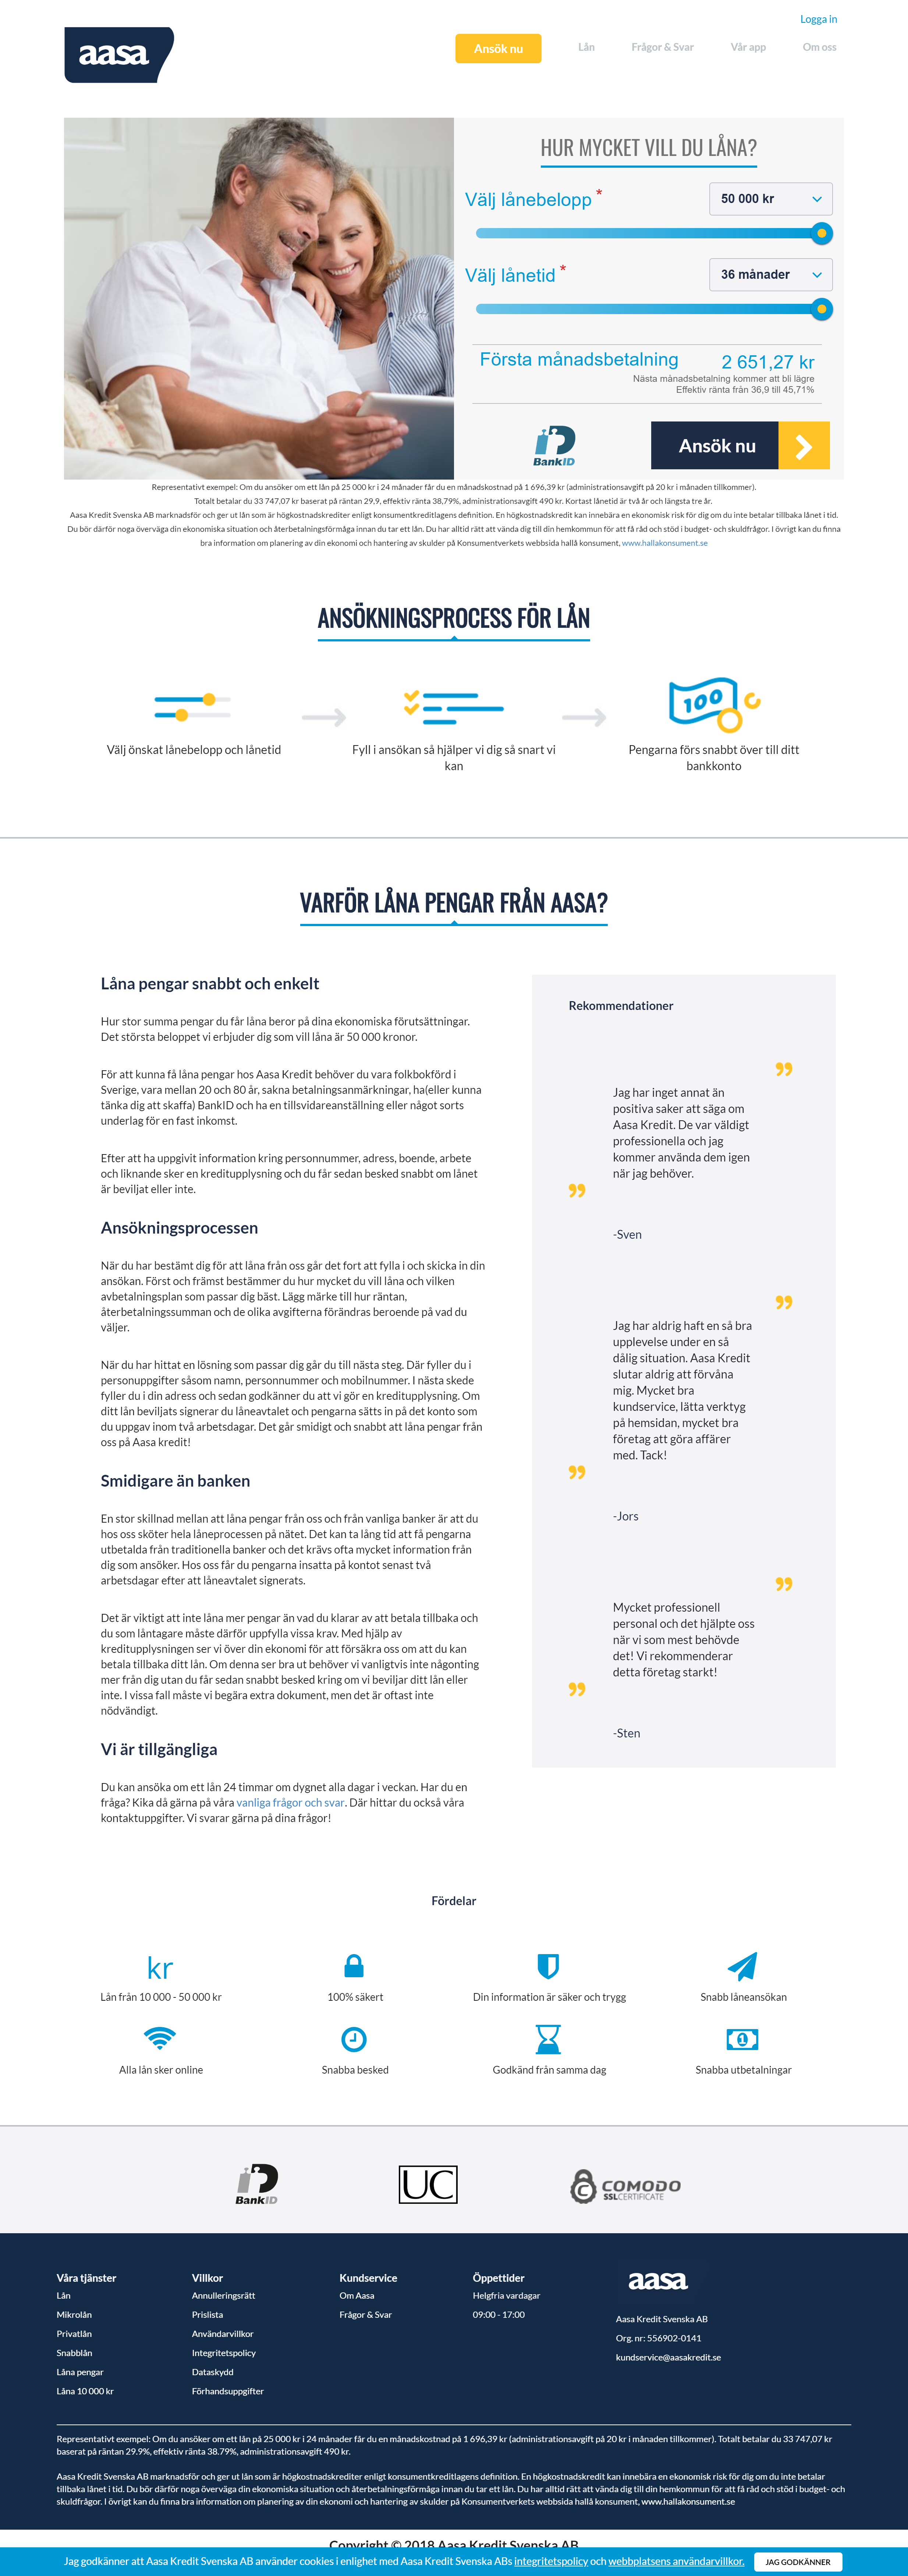 Logga in
aasa
Ansök nu
Lån
Frågor & Svar
Vår app
Om oss
HUR MYCKET VILL DU LÅNA?
Välj lånebelopp *
50 000 kr
Välj lånetid *
36 månader
Första månadsbetalning
2 651,27 kr
Nästa månadsbetalning kommer att bli lägre
Effektiv ränta från 36,9 till 45,71%
BankID
Ansök nu
Representativt exempel: Om du ansöker om ett lån på 25 000 kr i 24 månader får du en månadskostnad på 1 696,39 kr (administrationsavgift på 20 kr i månaden tillkommer).
Totalt betalar du 33 747,07 kr baserat på räntan 29,9, effektiv ränta 38,79%, administrationsavgift 490 kr. Kortast lånetid är två år och längsta tre år.
Aasa Kredit Svenska AB marknadsför och ger ut lån som är högkostnadskrediter enligt konsumentkreditlagens definition. En högkostnadskredit kan innebära en ekonomisk risk för dig om du inte betalar tillbaka lånet i tid.
Du bör därför noga överväga din ekonomiska situation och återbetalningsförmåga innan du tar ett lån. Du har alltid rätt att vända dig till din hemkommun för att få råd och stöd i budget- och skuldfrågor. I övrigt kan du finna
bra information om planering av din ekonomi och hantering av skulder på Konsumentverkets webbsida hallå konsument, www.hallakonsument.se
ANSÖKNINGSPROCESS FÖR LÅN
100
Välj önskat lånebelopp och lånetid
Fyll i ansökan så hjälper vi dig så snart vi
kan
Pengarna förs snabbt över till ditt
bankkonto
VARFÖR LÅNA PENGAR FRÅN AASA?
Låna pengar snabbt och enkelt
Hur stor summa pengar du får låna beror på dina ekonomiska förutsättningar.
Det största beloppet vi erbjuder dig som vill låna är 50 000 kronor.
För att kunna få låna pengar hos Aasa Kredit behöver du vara folkbokförd i
Sverige, vara mellan 20 och 80 år, sakna betalningsanmärkningar, ha(eller kunna
tänka dig att skaffa) BankID och ha en tillsvidareanställning eller något sorts
underlag för en fast inkomst.
Efter att ha uppgivit information kring personnummer, adress, boende, arbete
och liknande sker en kreditupplysning och du får sedan besked snabbt om lånet
är beviljat eller inte.
Ansökningsprocessen
När du har bestämt dig för att låna från oss går det fort att fylla i och skicka in din
ansökan. Först och främst bestämmer du hur mycket du vill låna och vilken
avbetalningsplan som passar dig bäst. Lägg märke till hur räntan,
återbetalningssumman och de olika avgifterna förändras beroende på vad du
väljer.
När du har hittat en lösning som passar dig går du till nästa steg. Där fyller du i
personuppgifter såsom namn, personnummer och mobilnummer. I nästa skede
fyller du i din adress och sedan godkänner du att vi gör en kreditupplysning. Om
ditt lån beviljats signerar du låneavtalet och pengarna sätts in på det konto som
du uppgav inom två arbetsdagar. Det går smidigt och snabbt att låna pengar från
oss på Aasa kredit!
Smidigare än banken
En stor skillnad mellan att låna pengar från oss och från vanliga banker är att du
hos oss sköter hela låneprocessen på nätet. Det kan ta lång tid att få pengarna
utbetalda från traditionella banker och det krävs ofta mycket information från
dig som ansöker. Hos oss får du pengarna insatta på kontot senast två
arbetsdagar efter att låneavtalet signerats.
Det är viktigt att inte låna mer pengar än vad du klarar av att betala tillbaka och
du som låntagare måste därför uppfylla vissa krav. Med hjälp av
kreditupplysningen ser vi över din ekonomi för att försäkra oss om att du kan
betala tillbaka ditt lån. Om denna ser bra ut behöver vi vanligtvis inte någonting
mer från dig utan du får sedan snabbt besked kring om vi beviljar ditt lån eller
inte. I vissa fall måste vi begära extra dokument, men det är oftast inte
nödvändigt.
Vi är tillgängliga
Du kan ansöka om ett lån 24 timmar om dygnet alla dagar i veckan. Har du en
fråga? Kika då gärna på våra vanliga frågor och svar. Där hittar du också våra
kontaktuppgifter. Vi svarar gärna på dina frågor!
Rekommendationer
Jag har inget annat än
positiva saker att säga om
Aasa Kredit. De var väldigt
professionella och jag
kommer använda dem igen
när jag behöver.
-Sven
Jag har aldrig haft en så bra
upplevelse under en så
dålig situation. Aasa Kredit
slutar aldrig att förvåna
mig. Mycket bra
kundservice, lätta verktyg
på hemsidan, mycket bra
företag att göra affärer
med. Tack!
-Jors
Mycket professionell
personal och det hjälpte oss
när vi som mest behövde
det! Vi rekommenderar
detta företag starkt!
-Sten
Fördelar
kr
Lån från 10 000 - 50 000 kr
100% säkert
Din information är säker och trygg
Snabb låneansökan
1
Alla lån sker online
Snabba besked
Godkänd från samma dag
Snabba utbetalningar
BankID
UC
COMODO
SSL CERTIFICATE
Våra tjänster
Lån
Mikrolån
Privatlån
Snabblån
Låna pengar
Låna 10 000 kr
Villkor
Annulleringsrätt
Prislista
Användarvillkor
Integritetspolicy
Dataskydd
Förhandsuppgifter
Kundservice
Om Aasa
Frågor & Svar
Öppettider
Helgfria vardagar
09:00 - 17:00
aasa
Aasa Kredit Svenska AB
Org. nr: 556902-0141
kundservice@aasakredit.se
Representativt exempel: Om du ansöker om ett lån på 25 000 kr i 24 månader får du en månadskostnad på 1 696,39 kr (administrationsavgift på 20 kr i månaden tillkommer). Totalt betalar du 33 747,07 kr
baserat på räntan 29.9%, effektiv ränta 38.79%, administrationsavgift 490 kr.
Aasa Kredit Svenska AB marknadsför och ger ut lån som är högkostnadskrediter enligt konsumentkreditlagens definition. En högkostnadskredit kan innebära en ekonomisk risk för dig om du inte betalar
tillbaka lånet i tid. Du bör därför noga överväga din ekonomiska situation och återbetalningsförmåga innan du tar ett lån. Du har alltid rätt att vända dig till din hemkommun för att få råd och stöd i budget- och
skuldfrågor. I övrigt kan du finna bra information om planering av din ekonomi och hantering av skulder på Konsumentverkets webbsida hallå konsument, www.hallakonsument.se
Copyright © 2018 Aasa Kredit Svenska AB
Jag godkänner att Aasa Kredit Svenska AB använder cookies i enlighet med Aasa Kredit Svenska ABs integritetspolicy och webbplatsens användarvillkor.
JAG GODKÄNNER